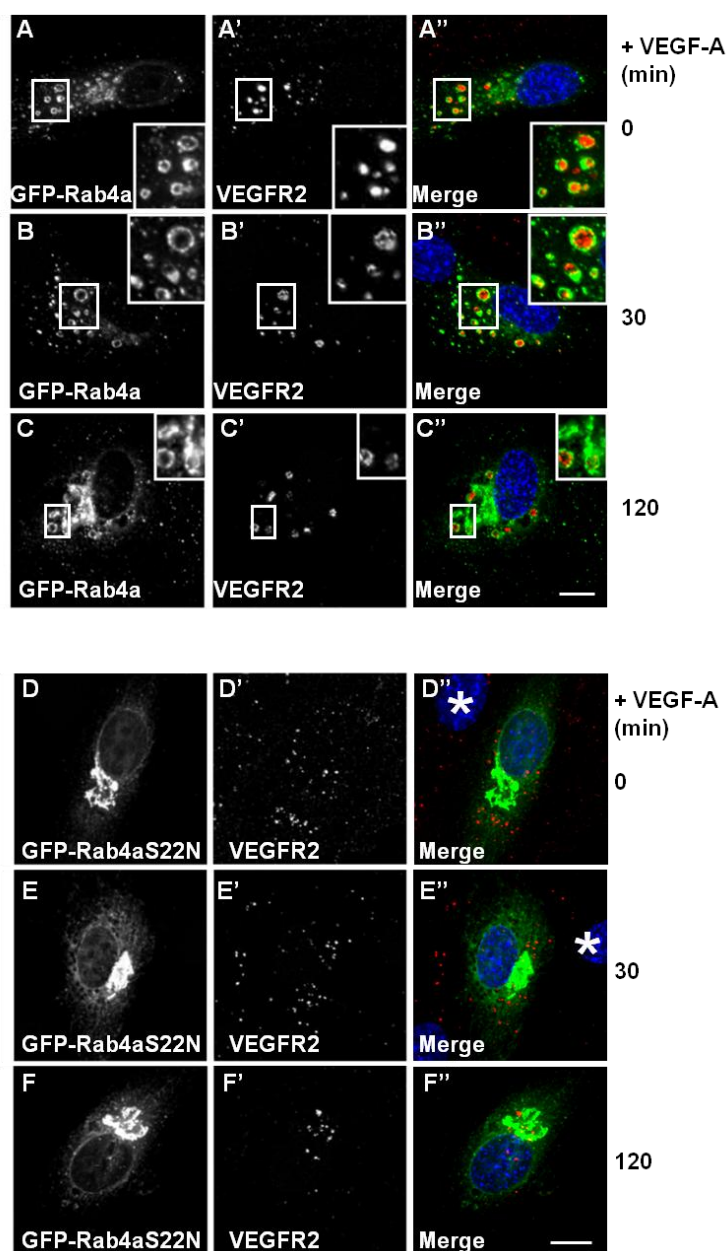 A A' A"
+ VEGF-A
(min)
0
GFP-Rab4a VEGFR2 Merge
B B' B"
30
GFP-Rab4a VEGFR2 Merge
C C' C"
120
GFP-Rab4a VEGFR2 Merge
D D' D"
+ VEGF-A
(min)
*
0
GFP-Rab4aS22N VEGFR2 Merge
E E' E"
*
30
GFP-Rab4aS22N VEGFR2 Merge
F F' F"
120
GFP-Rab4aS22N VEGFR2 Merge